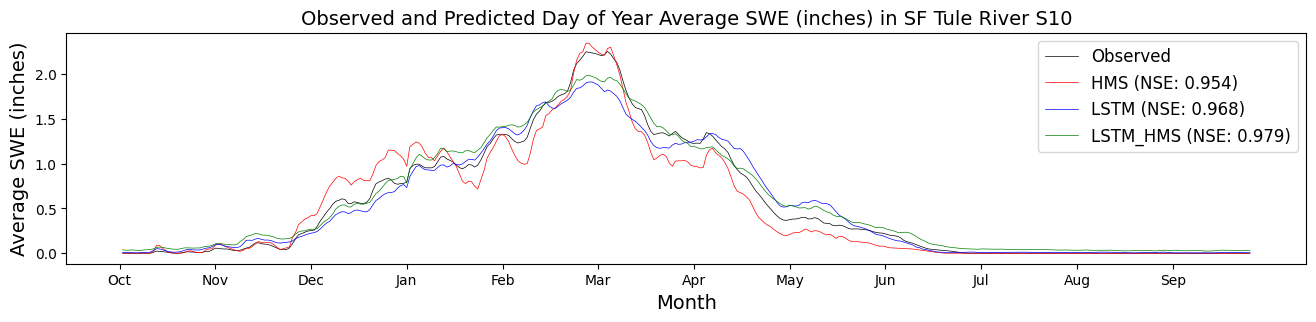 Observed and Predicted Day of Year Average SWE (inches) in SF Tule River S10
Average SWE (inches)
2.0
1.5
1.0
0.5
0.0
Observed
HMS (NSE: 0.954)
LSTM (NSE: 0.968)
LSTM_HMS (NSE: 0.979)
Oct Nov Dec Jan Feb Mar Apr May Jun Jul Aug Sep
Month